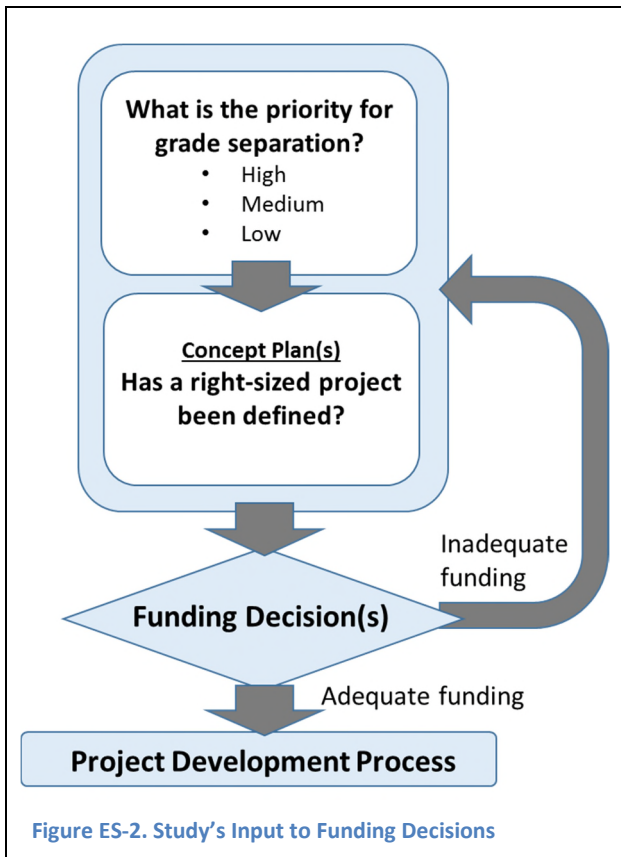 What is the priority for
grade separation?
• High
• Medium
• Low
Concept Plan(s)
Has a right-sized project
been defined?
Inadequate
funding
Funding Decision(s)
Adequate funding
Project Development Process
Figure ES-2. Study's Input to Funding Decisions